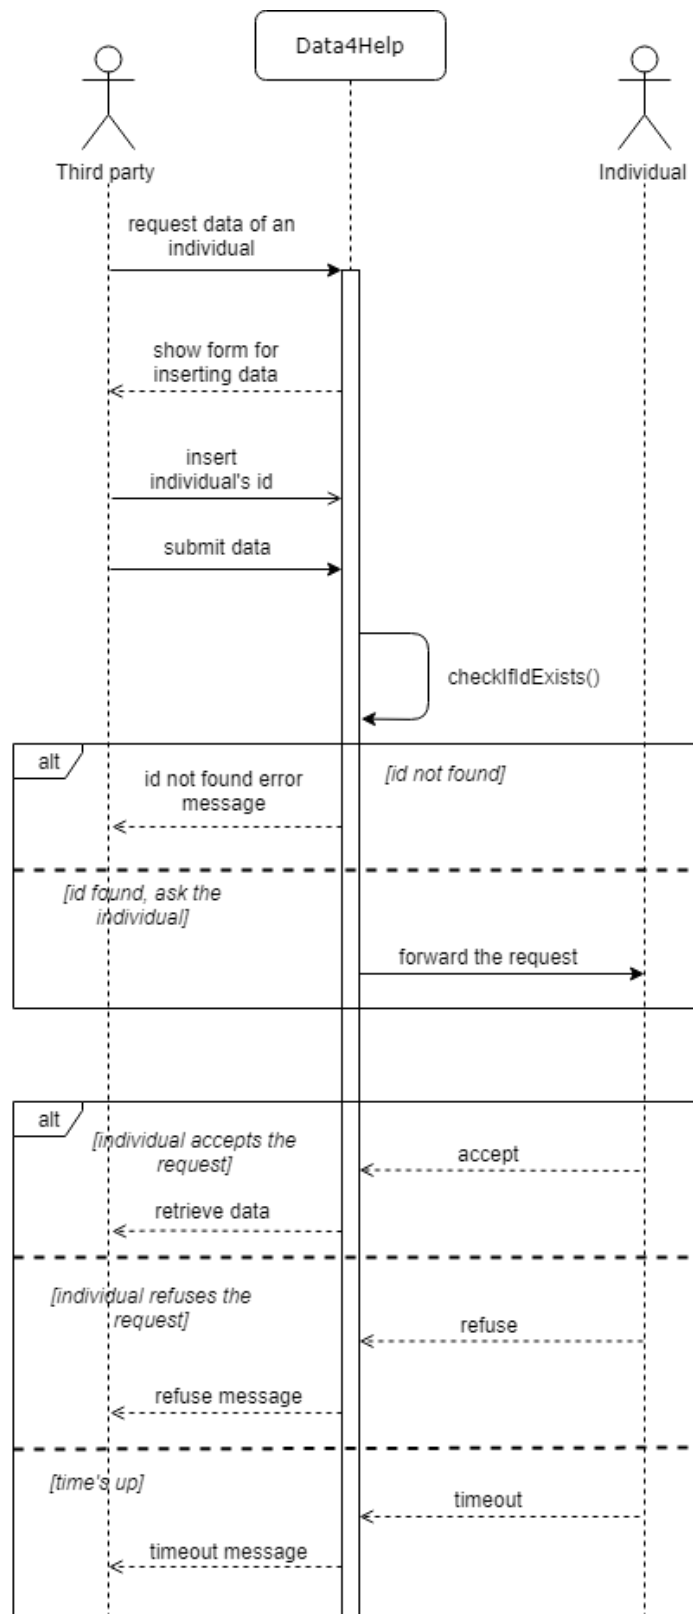 Data4Help
Third party
Individual
request data of an
individual
show form for
inserting data
insert
individual's id
submit data
checkIfIdExists()
alt
[id not found]
id not found error
message
[id found, ask the
individual]
forward the request
alt
[individual accepts the
request]
accept
retrieve data
[individual refuses the
request]
refuse
refuse message
[time's up]
timeout
timeout message